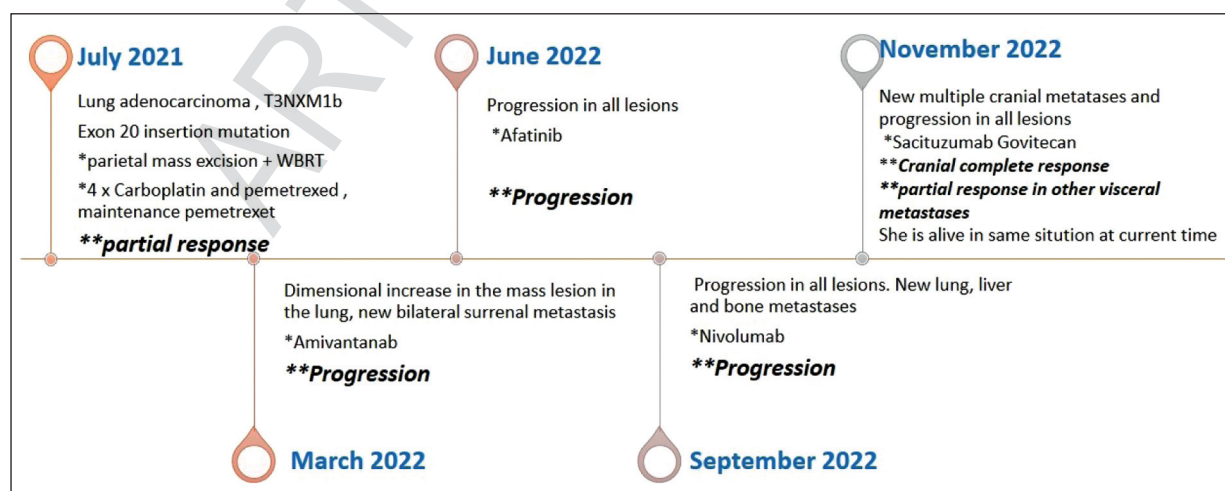 July 2021
Lung adenocarcinoma , T3NXM1b
Exon 20 insertion mutation
*parietal mass excision + WBRT
*4 x Carboplatin and pemetrexed ,
maintenance pemetrexet
**partial response
March 2022
Dimensional increase in the mass lesion in
the lung, new bilateral surrenal metastasis
*Amivantanab
**Progression
June 2022
Progression in all lesions
*Afatinib
**Progression
September 2022
Progression in all lesions. New lung, liver
and bone metastases
*Nivolumab
**Progression
November 2022
New multiple cranial metatases and
progression in all lesions
*Sacituzumab Govitecan
**Cranial complete response
**partial response in other visceral
metastases
She is alive in same sitution at current time
ART